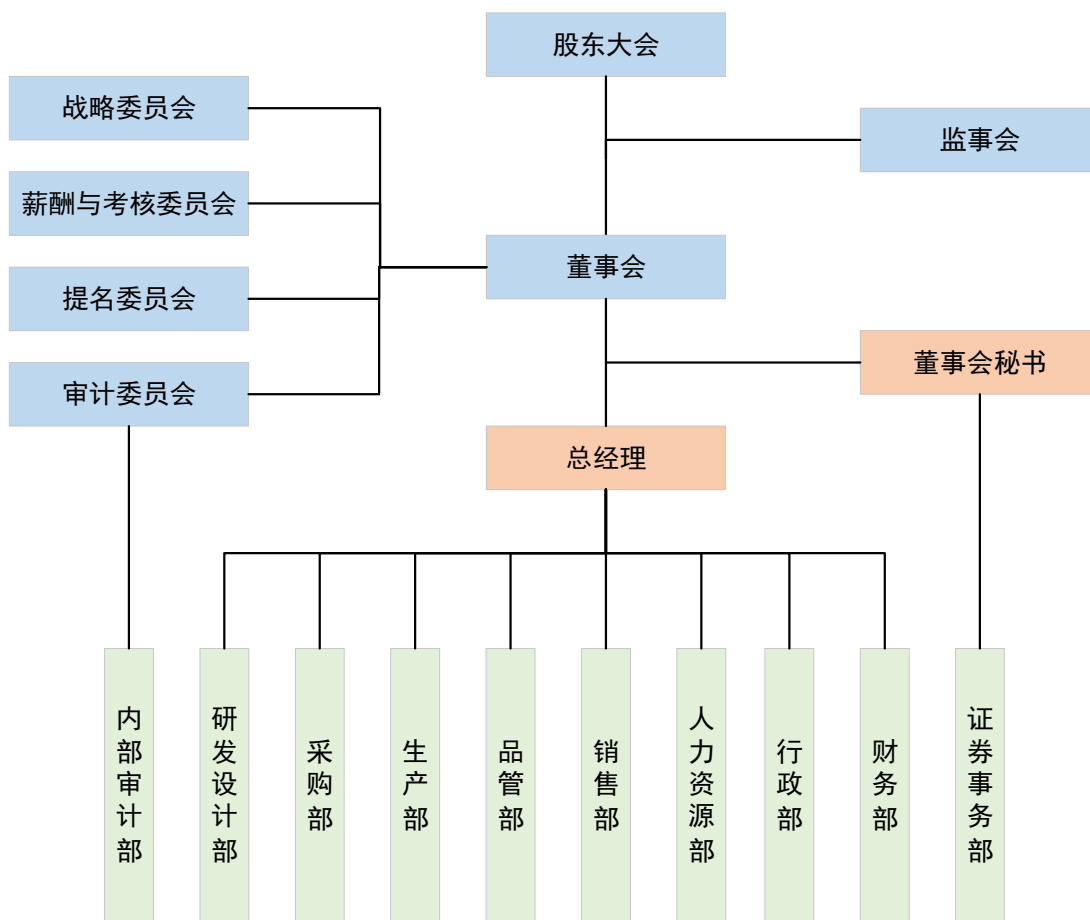 股东大会
战略委员会
监事会
薪酬与考核委员会
董事会
提名委员会
董事会秘书
审计委员会
总经理
内部审计部
研发设计部
采购部
生产部
品管部
销售部
人力资源部
行政部
财务部
证券事务部